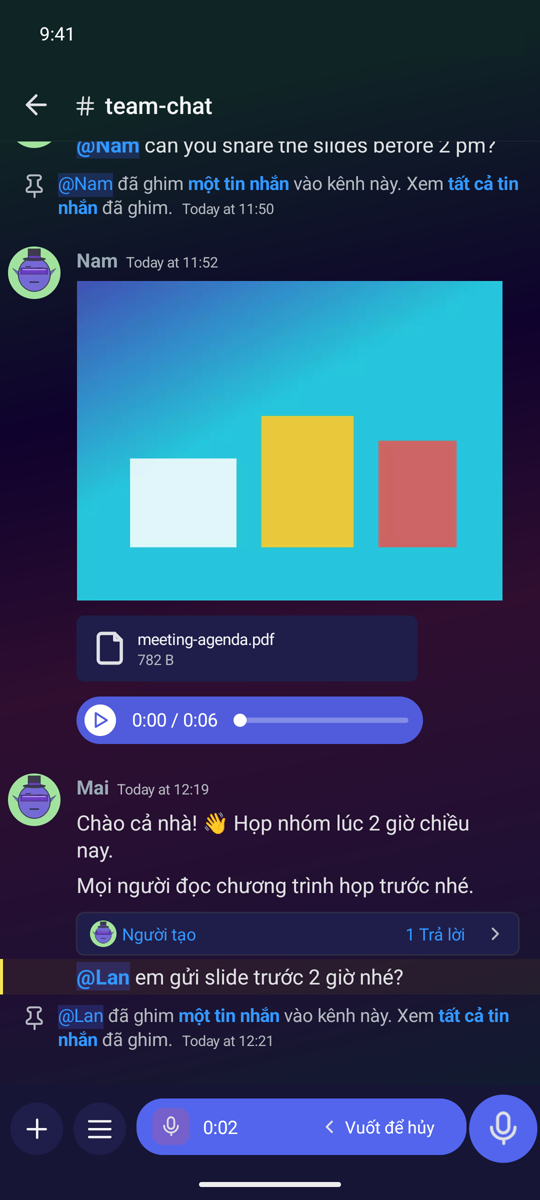 9:41
# team-chat
@Nam can you share the slides before 2 pm?
@Nam đã ghim một tin nhắn vào kênh này. Xem tất cả tin
nhắn đã ghim. Today at 11:50
Nam Today at 11:52
meeting-agenda.pdf
782 B
0:00 / 0:06
Mai Today at 12:19
Chào cả nhà! 👋 Họp nhóm lúc 2 giờ chiều
nay.
Mọi người đọc chương trình họp trước nhé.
Người tạo 1 Trả lời
@Lan em gửi slide trước 2 giờ nhé?
@Lan đã ghim một tin nhắn vào kênh này. Xem tất cả tin
nhắn đã ghim. Today at 12:21
0:02 Vuốt để hủy